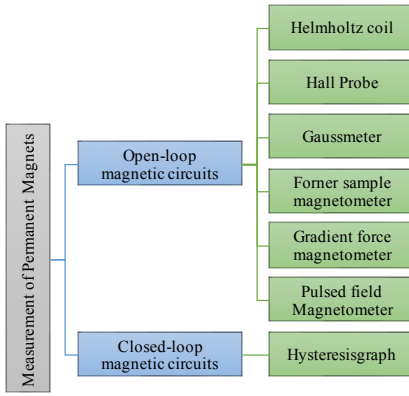 Measurement of Permanent Magnets
Open-loop
magnetic circuits
Closed-loop
magnetic circuits
Helmholtz coil
Hall Probe
Gaussmeter
Forner sample
magnetometer
Gradient force
magnetometer
Pulsed field
Magnetometer
Hysteresisgraph